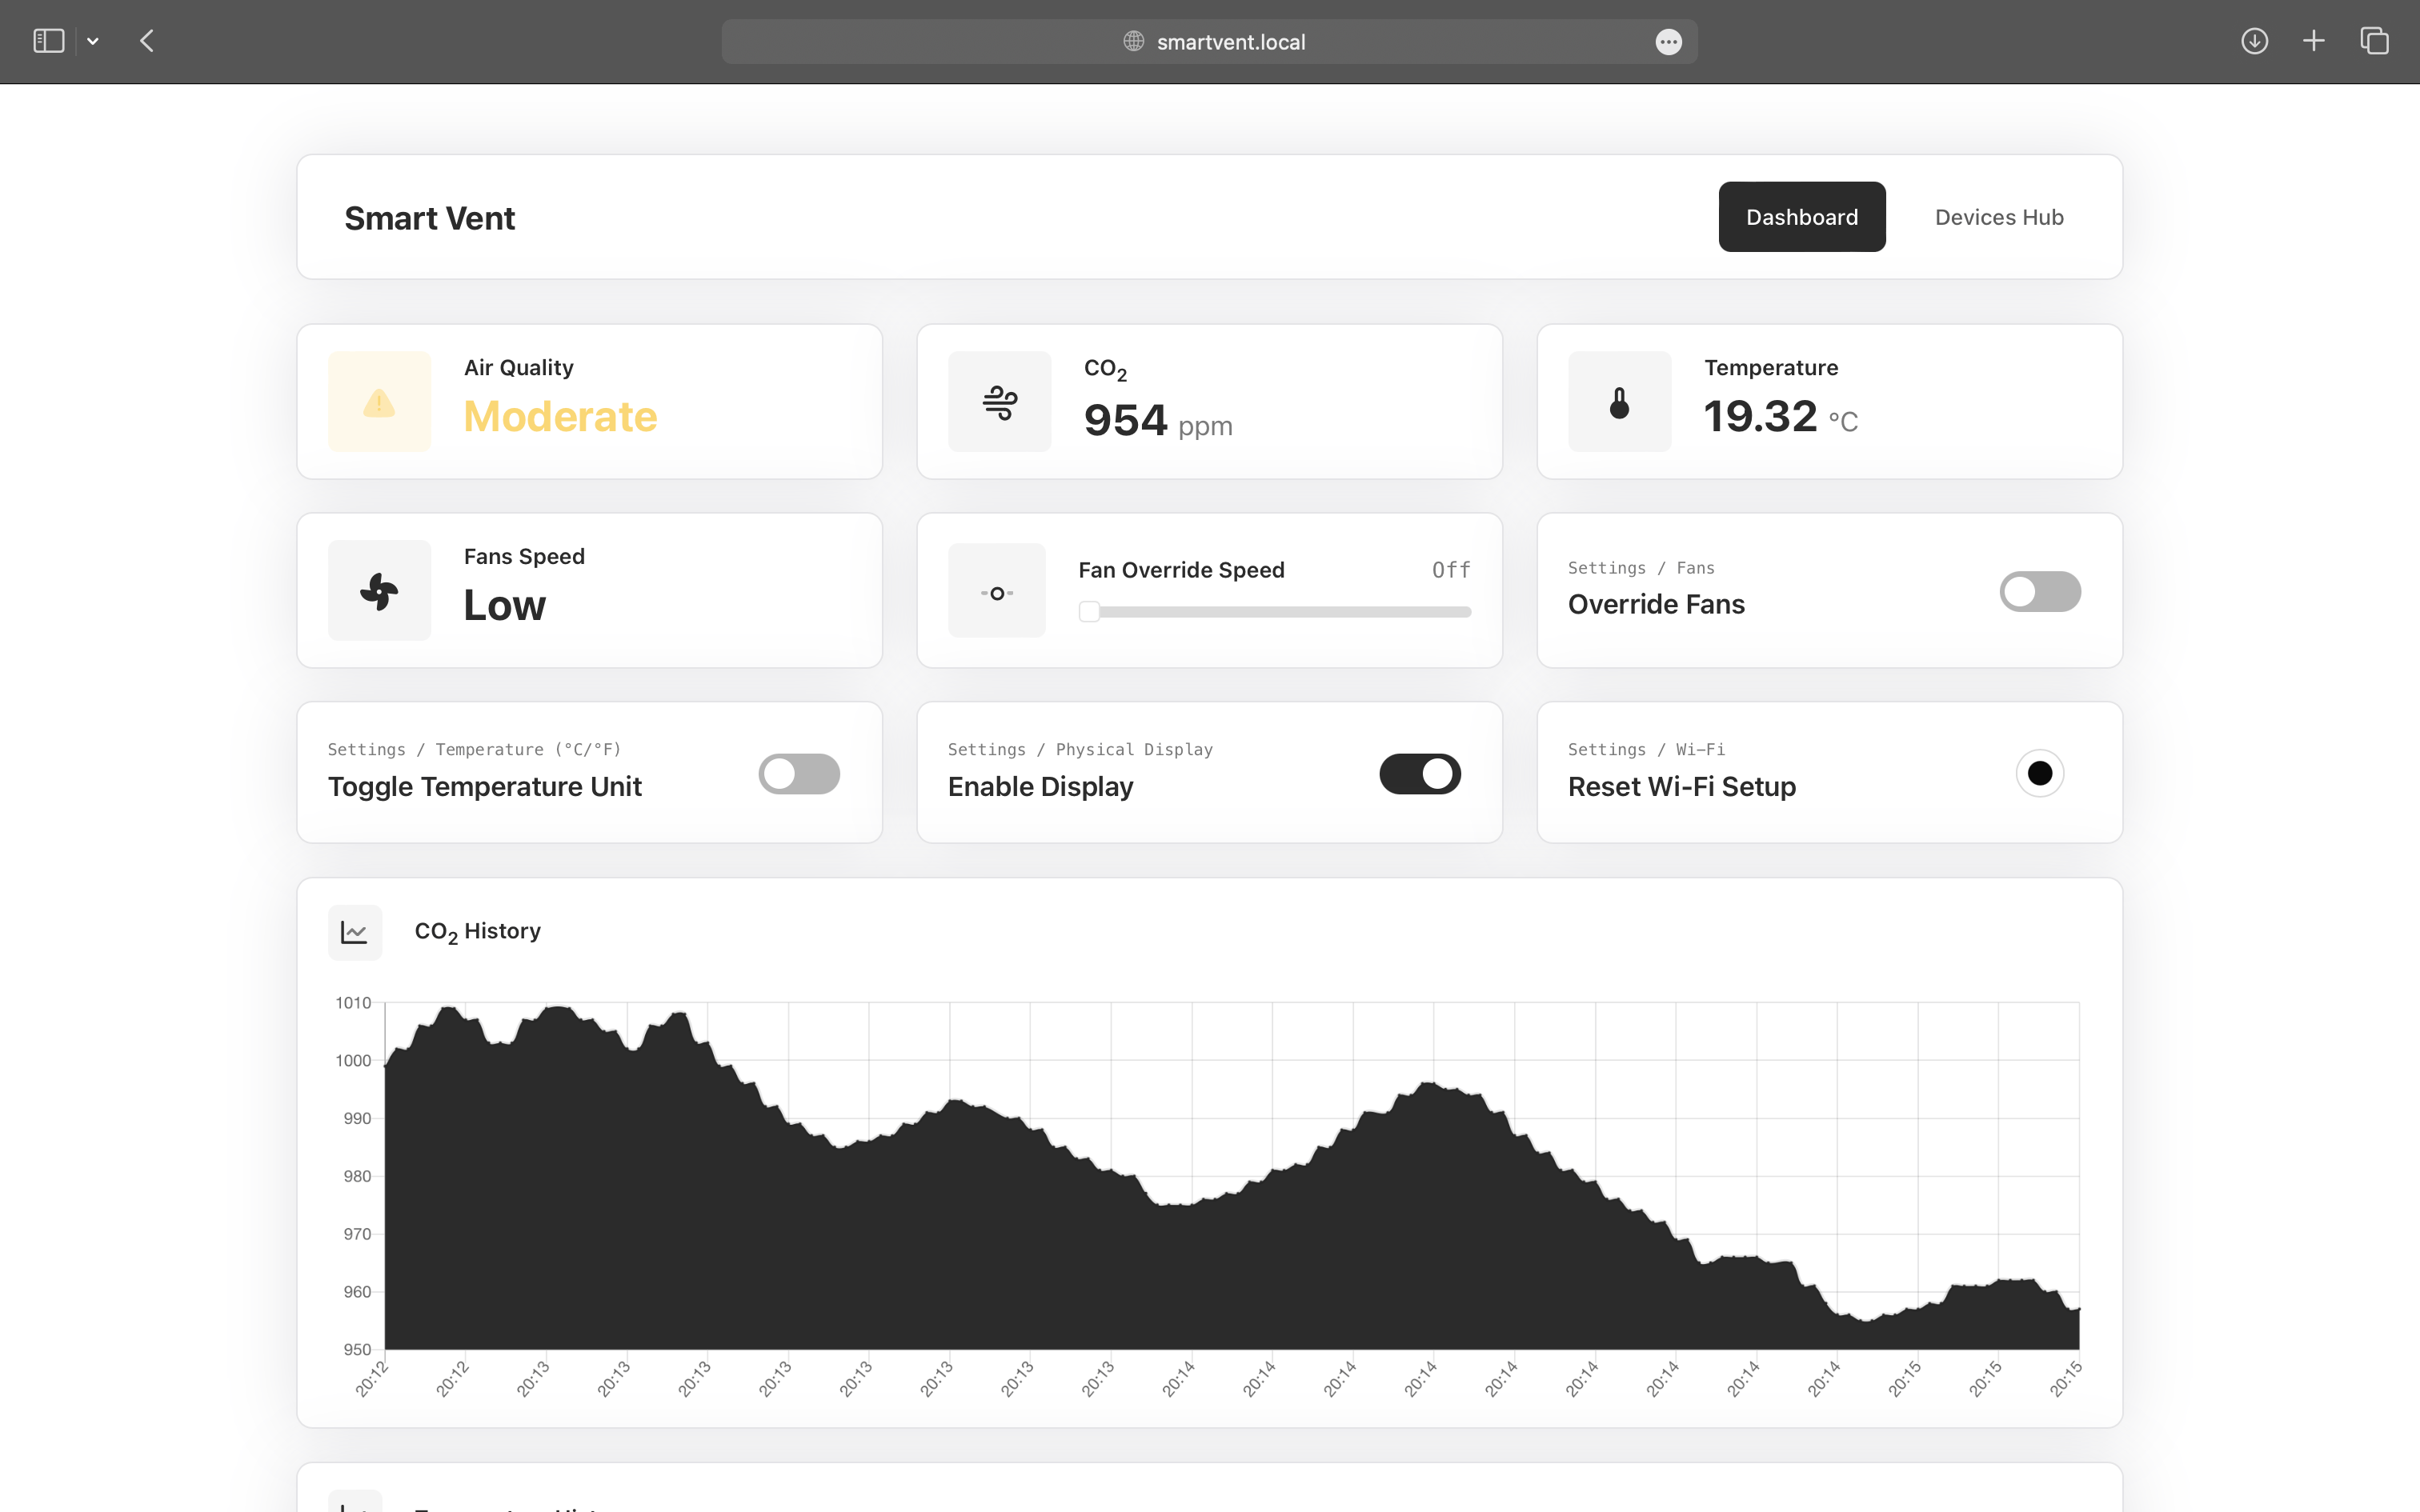 smartvent.local
Smart Vent
Dashboard
Devices Hub
Air Quality
Moderate
CO2
954 ppm
Temperature
19.32 °C
Fans Speed
Low
Fan Override Speed
Off
Settings / Fans
Override Fans
Settings / Temperature (°C/°F)
Toggle Temperature Unit
Settings / Physical Display
Enable Display
Settings / Wi-Fi
Reset Wi-Fi Setup
CO2 History
1010
1000
990
980
970
960
950
20:12
20:12
20:13
20:13
20:13
20:13
20:13
20:13
20:13
20:13
20:14
20:14
20:14
20:14
20:14
20:14
20:14
20:14
20:14
20:15
20:15
20:15